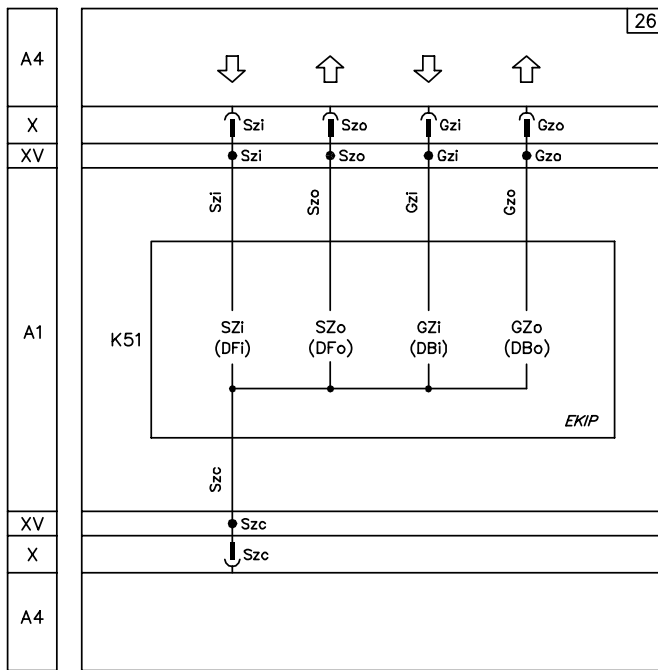 26
A4
X
Szi Szo Gzi Gzo
XV
Szi Szo Gzi Gzo
Szi Szo Gzi Gzo
A1
K51
SZi SZo GZi GZo
(DFi) (DFo) (DBi) (DBo)
EKIP
Szc
XV
Szc
X
Szc
A4